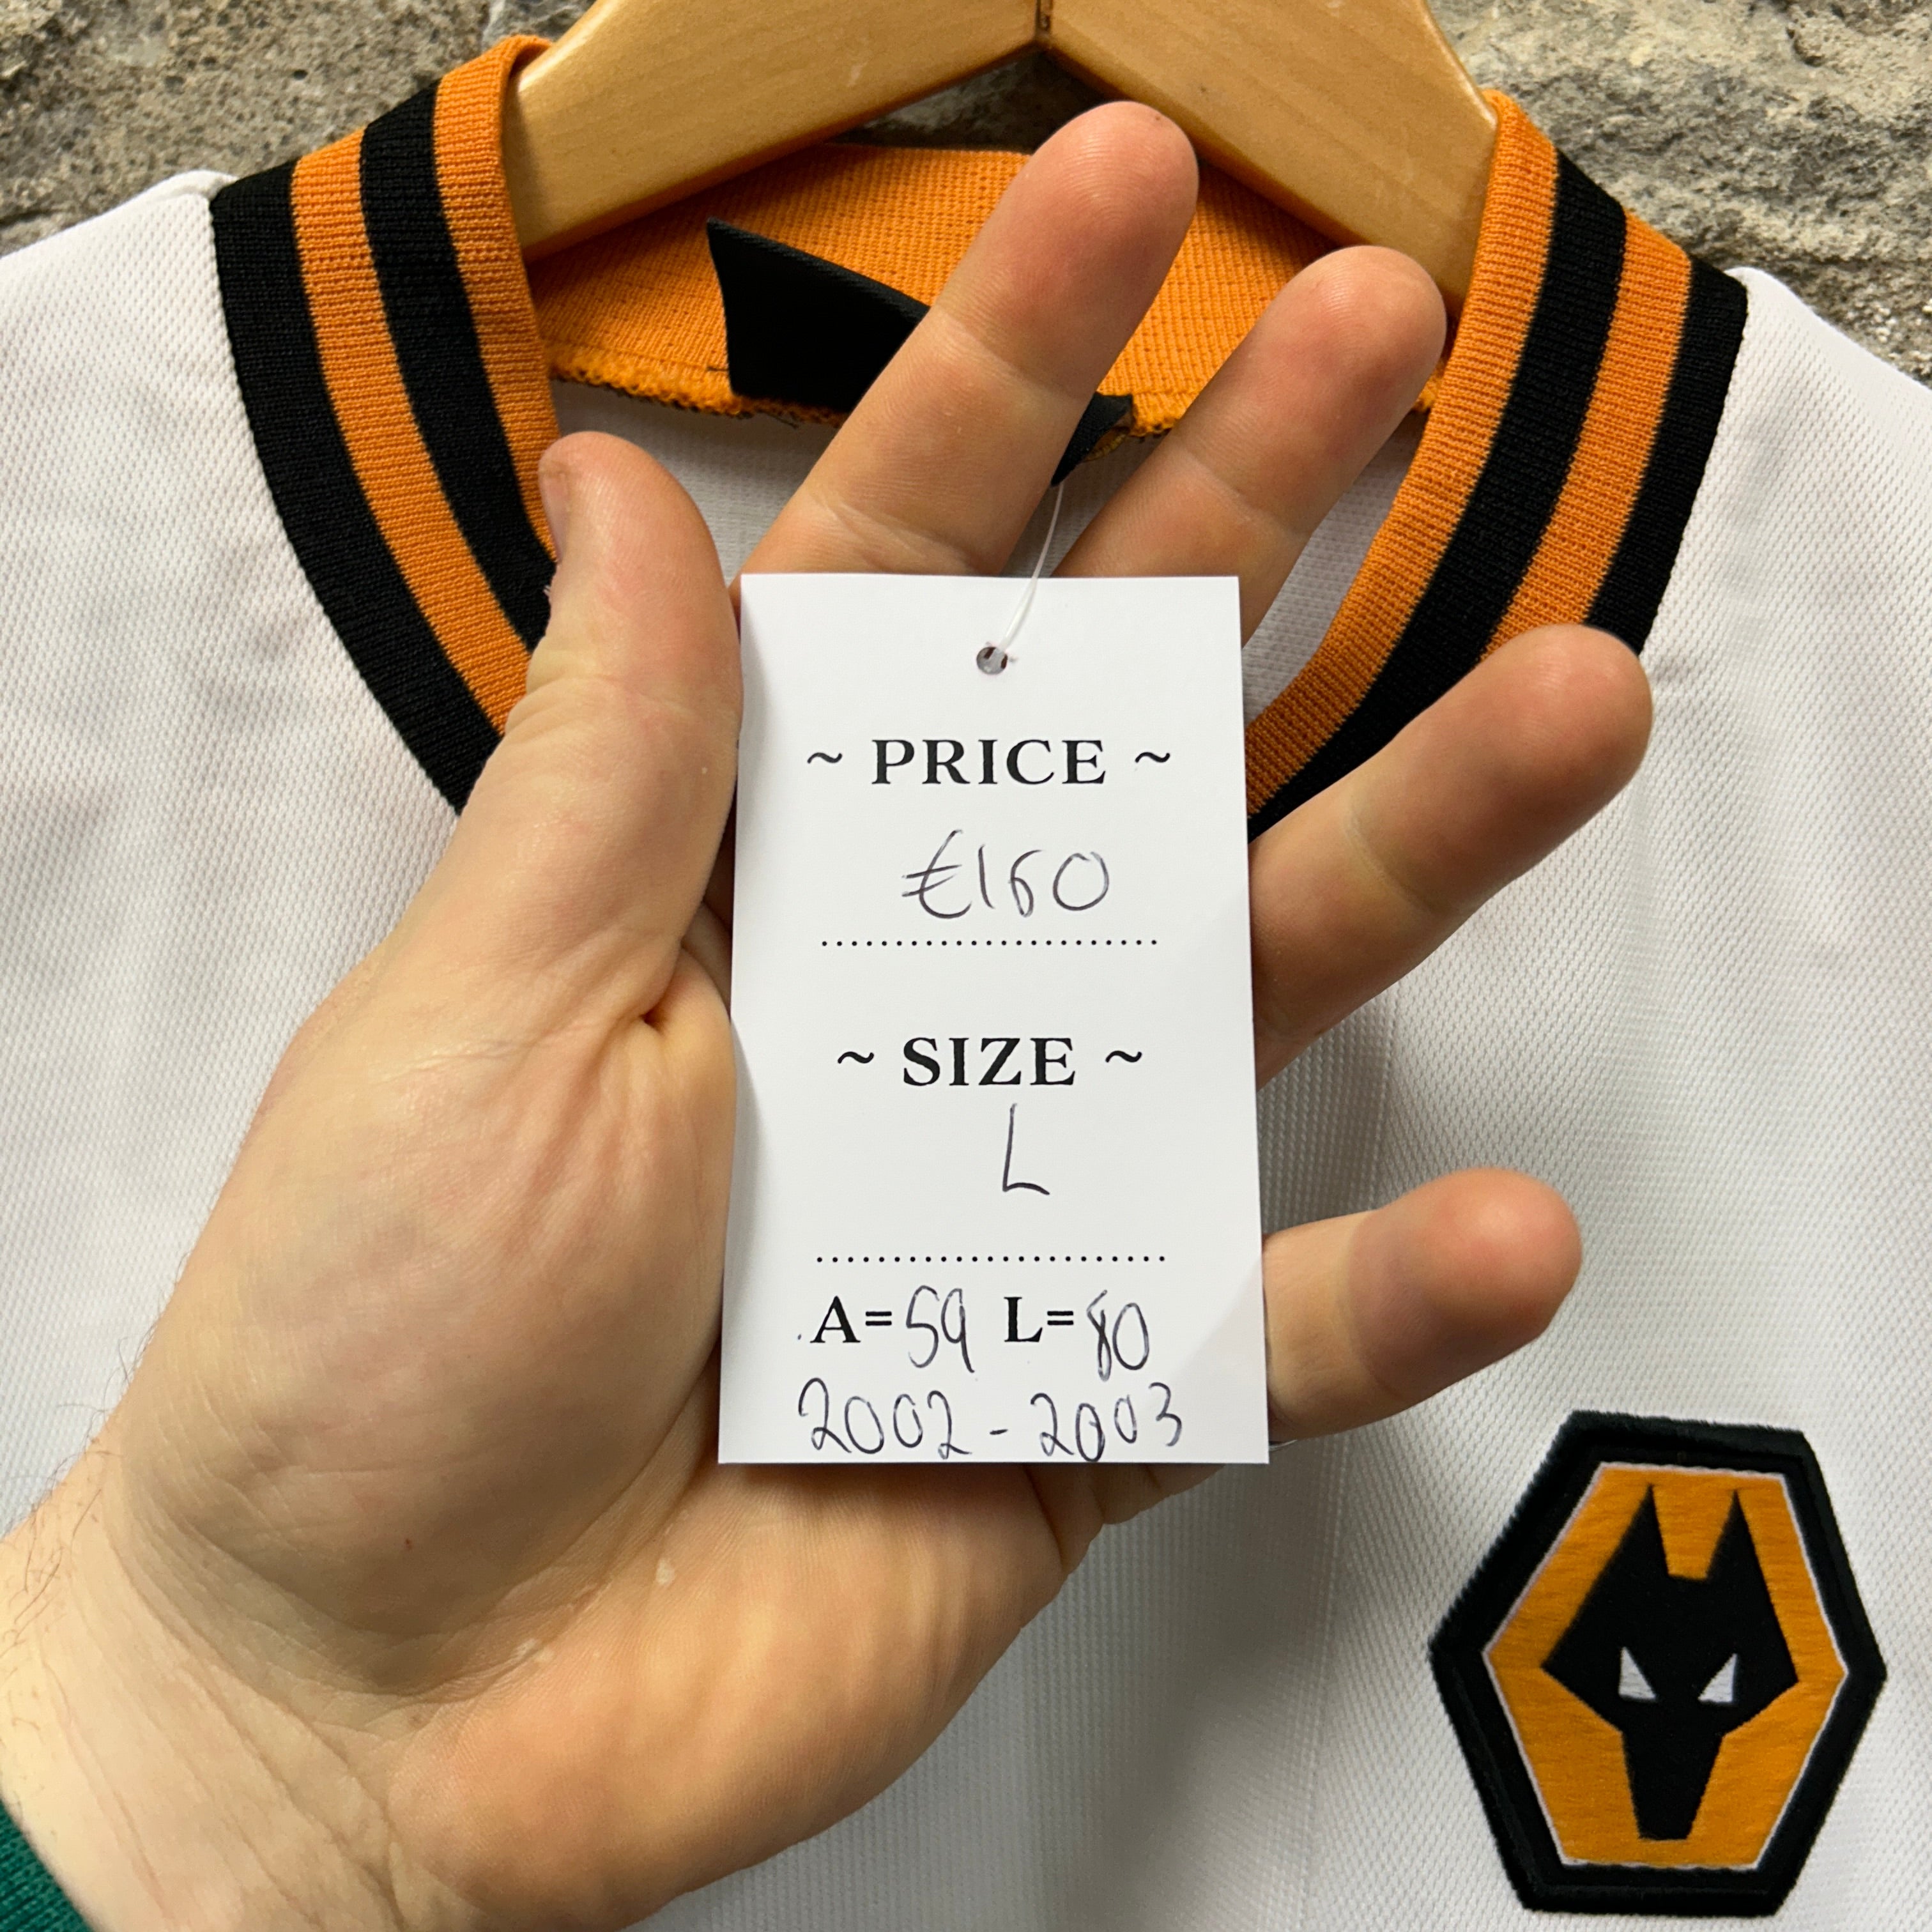 ~ PRICE ~
€160
~ SIZE ~
L
A=59 L=80
2002-2003